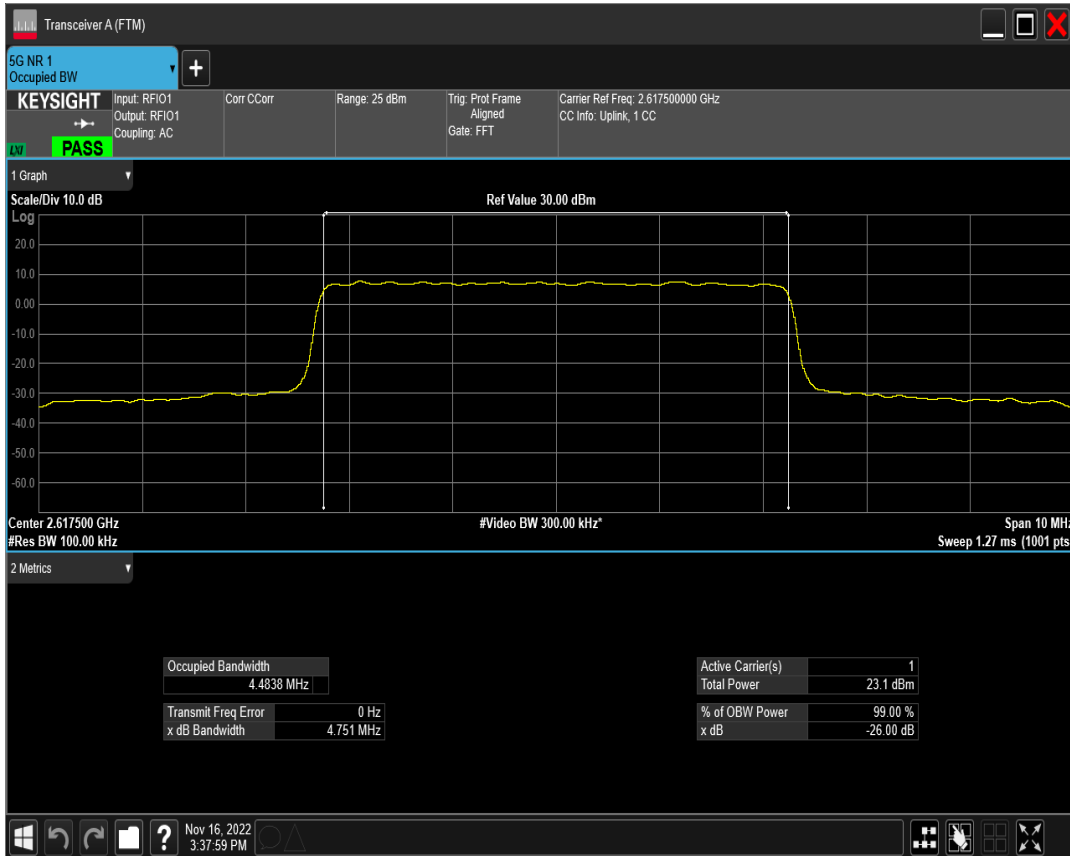 Transceiver A (FTM)
5G NR 1
Occupied BW
+
KEYSIGHT
LXI
PASS
Input: RFIO1
Output: RFIO1
Coupling: AC
Corr CCorr
Range: 25 dBm
Trig: Prot Frame
Aligned
Gate: FFT
Carrier Ref Freq: 2.617500000 GHz
CC Info: Uplink, 1 CC
1 Graph
Scale/Div 10.0 dB
Ref Value 30.00 dBm
Log
20.0
10.0
0.00
-10.0
-20.0
-30.0
-40.0
-50.0
-60.0
Center 2.617500 GHz
#Video BW 300.00 kHz*
Span 10 MHz
#Res BW 100.00 kHz
Sweep 1.27 ms (1001 pts
2 Metrics
Occupied Bandwidth
4.4838 MHz
Transmit Freq Error 0 Hz
x dB Bandwidth 4.751 MHz
Active Carrier(s) 1
Total Power 23.1 dBm
% of OBW Power 99.00 %
x dB -26.00 dB
?
Nov 16, 2022
3:37:59 PM